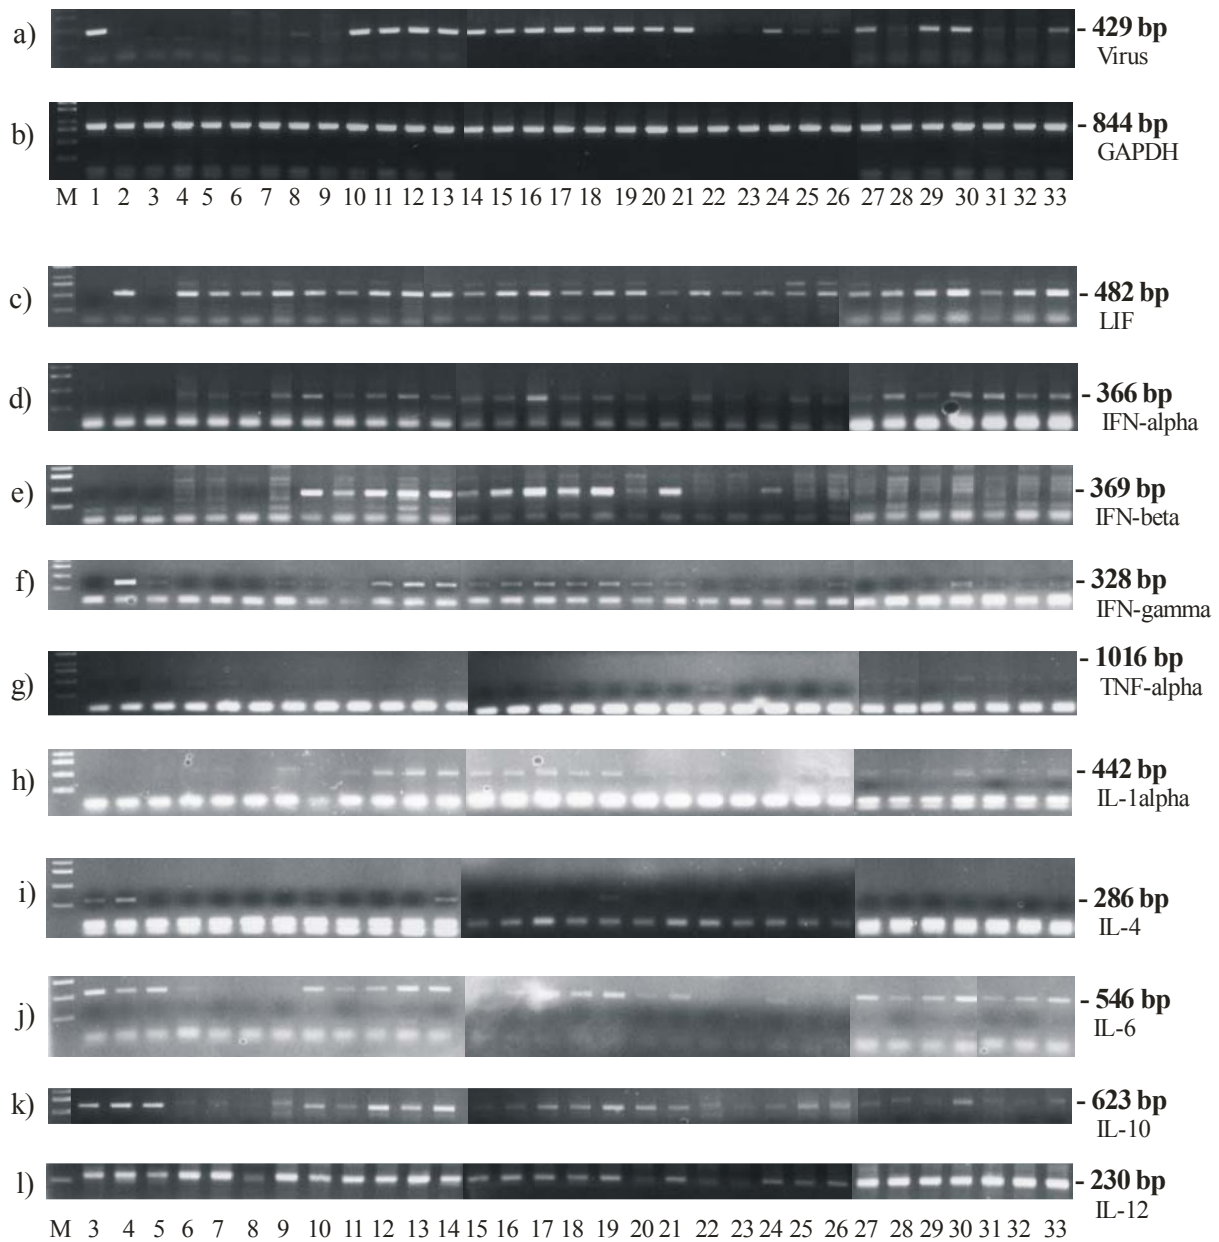 a) - 429 bp
Virus
b) - 844 bp
GAPDH
M 1 2 3 4 5 6 7 8 9 10 11 12 13 14 15 16 17 18 19 20 21 22 23 24 25 26 27 28 29 30 31 32 33
c) - 482 bp
LIF
d) - 366 bp
IFN-alpha
e) - 369 bp
IFN-beta
f) - 328 bp
IFN-gamma
- 1016 bp
g) TNF-alpha
h) - 442 bp
IL-1alpha
i) - 286 bp
IL-4
j) - 546 bp
IL-6
k) - 623 bp
IL-10
l) - 230 bp
IL-12
M 3 4 5 6 7 8 9 10 11 12 13 14 15 16 17 18 19 20 21 22 23 24 25 26 27 28 29 30 31 32 33